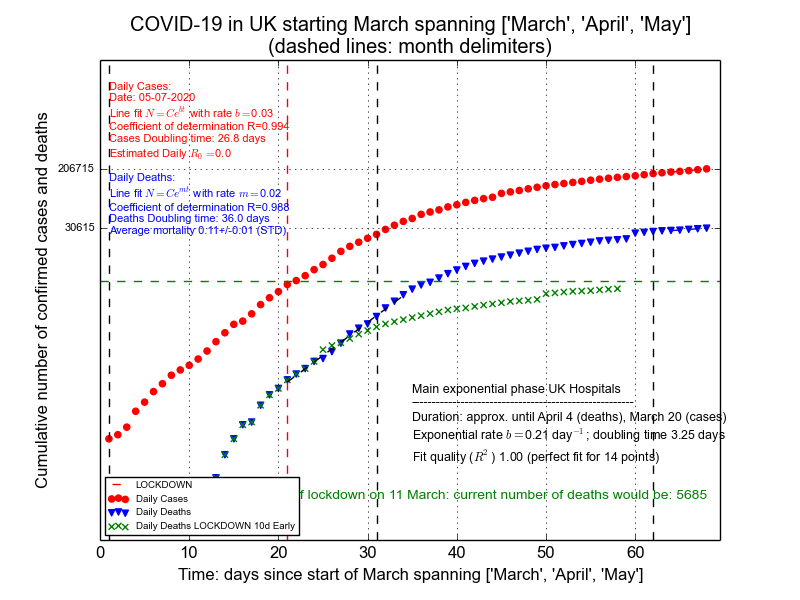 COVID-19 in UK starting March spanning ['March', 'April', 'May']
(dashed lines: month delimiters)
Daily Cases:
Date: 05-07-2020
Line fit N = Ce^{bt} with rate b=0.03
Coefficient of determination R=0.994
Cases Doubling time: 26.8 days
Estimated Daily R_0 =0.0
Daily Deaths:
Line fit N = Ce^{mt} with rate m=0.02
Coefficient of determination R=0.988
Deaths Doubling time: 36.0 days
Average mortality 0.11+/-0.01 (STD)
206715
30615
Cumulative number of confirmed cases and deaths
Main exponential phase UK Hospitals
------------------------------------------------------
Duration: approx. until April 4 (deaths), March 20 (cases)
Exponential rate b=0.21 day^{-1} ; doubling time 3.25 days
Fit quality (R^2 ) 1.00 (perfect fit for 14 points)
f lockdown on 11 March: current number of deaths would be: 5685
LOCKDOWN
Daily Cases
Daily Deaths
Daily Deaths LOCKDOWN 10d Early
0 10 20 30 40 50 60
Time: days since start of March spanning ['March', 'April', 'May']